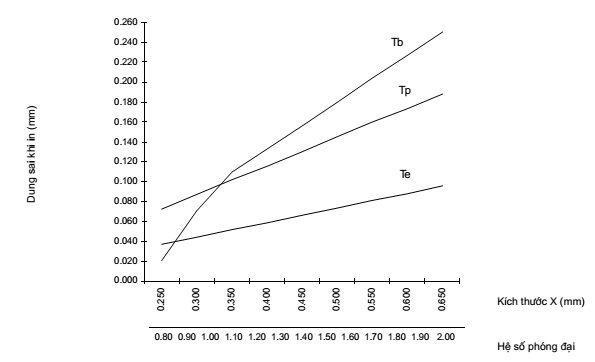 0.260
0.240
0.220
0.200
0.180
0.160
0.140
0.120
0.100
0.080
0.060
0.040
0.020
0.000
Dung sai khi in (mm)
Tb
Tp
Te
0.250 0.300 0.350 0.400 0.450 0.500 0.550 0.600 0.650
Kích thước X (mm)
0.80 0.90 1.00 1.10 1.20 1.30 1.40 1.50 1.60 1.70 1.80 1.90 2.00
Hệ số phóng đại